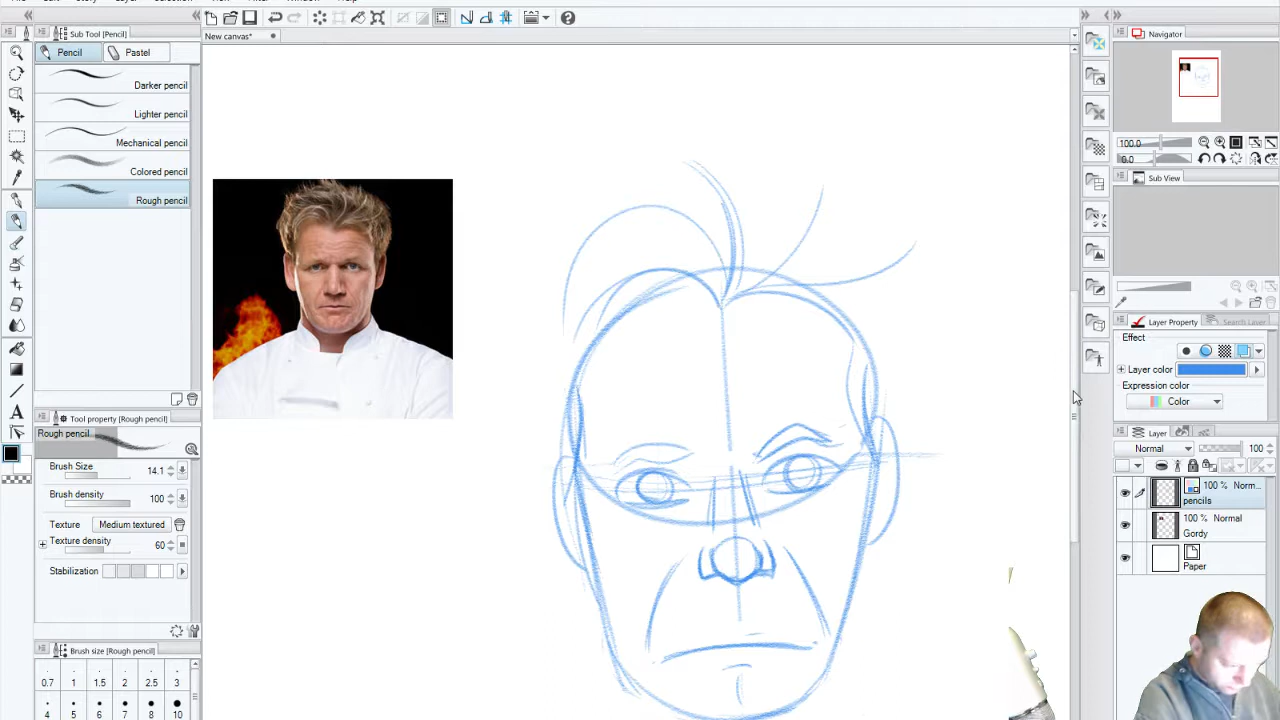 New canvas*
Sub Tool [Pencil]
Pencil
Pastel
Darker pencil
Lighter pencil
Mechanical pencil
Colored pencil
Rough pencil
Tool property [Rough pencil]
Rough pencil
Brush Size 14.1
Brush density 100
Texture Medium textured
Texture density 60
Stabilization
Brush size [Rough pencil]
0.7 1 1.5 2 2.5 3
4 5 6 7 8 10
Navigator
100.0
0.0
Sub View
Layer Property
Search Layer
Effect
Layer color
Expression color
Color
Layer
Normal 100
100 % Norm...
pencils
100 % Normal
Gordy
Paper